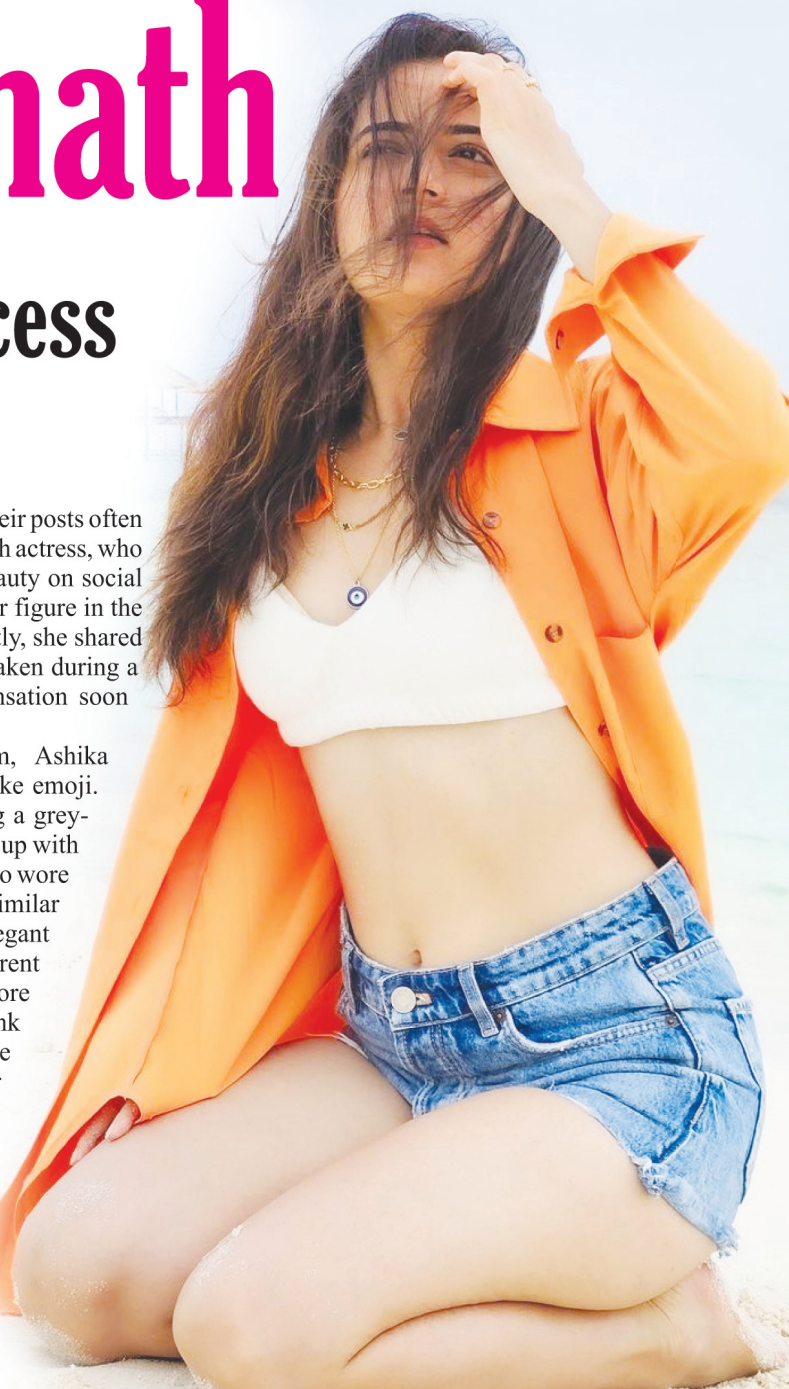 nath
cess
eir posts often
h actress, who
auty on social
r figure in the
tly, she shared
aken during a
nsation soon
m, Ashika
ke emoji.
g a grey-
up with
o wore
imilar
egant
rent
ore
nk
e